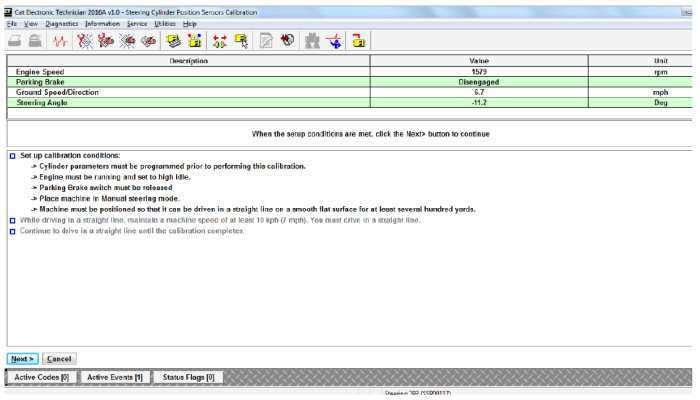 Cat Electronic Technician 2016A v1.0 - Steering Cylinder Position Sensors Calibration
File View Diagnostics Information Service Utilities Help
Description Value Unit
Engine Speed 1579 rpm
Parking Brake Disengaged
Ground Speed/Direction 6.7 mph
Steering Angle -11.2 Deg
When the setup conditions are met, click the Next> button to continue
Set up calibration conditions:
-> Cylinder parameters must be programmed prior to performing this calibration.
-> Engine must be running and set to high idle.
-> Parking Brake switch must be released
-> Place machine in Manual steering mode.
-> Machine must be positioned so that it can be driven in a straight line on a smooth flat surface for at least several hundred yards.
While driving in a straight line, maintain a machine speed of at least 10 kph (7 mph). You must drive in a straight line.
Continue to drive in a straight line until the calibration completes.
Next > Cancel
Active Codes [0] Active Events [1] Status Flags [0]